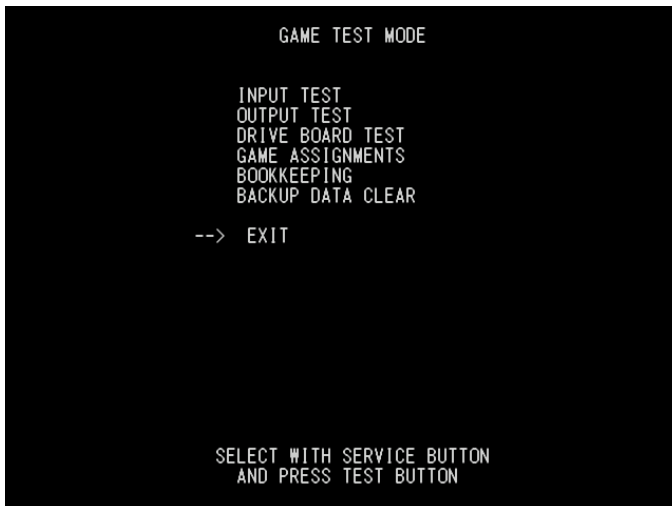 GAME TEST MODE
INPUT TEST
OUTPUT TEST
DRIVE BOARD TEST
GAME ASSIGNMENTS
BOOKKEEPING
BACKUP DATA CLEAR
--> EXIT
SELECT WITH SERVICE BUTTON
AND PRESS TEST BUTTON